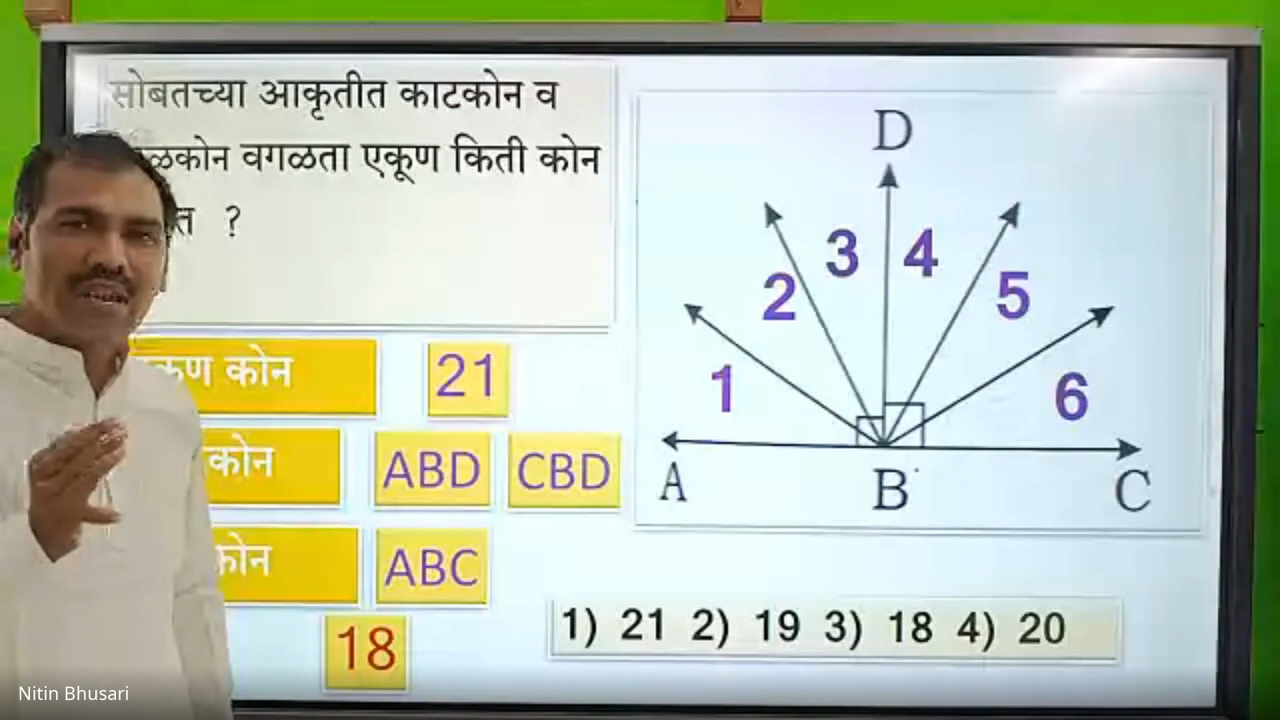 सोबतच्या आकृतीत काटकोन व
वगळता एकूण किती कोन
?
कोन 21
कोन ABD CBD
कोन ABC
18
D
3 4
2 5
1 6
A B C
1) 21 2) 19 3) 18 4) 20
Nitin Bhusari